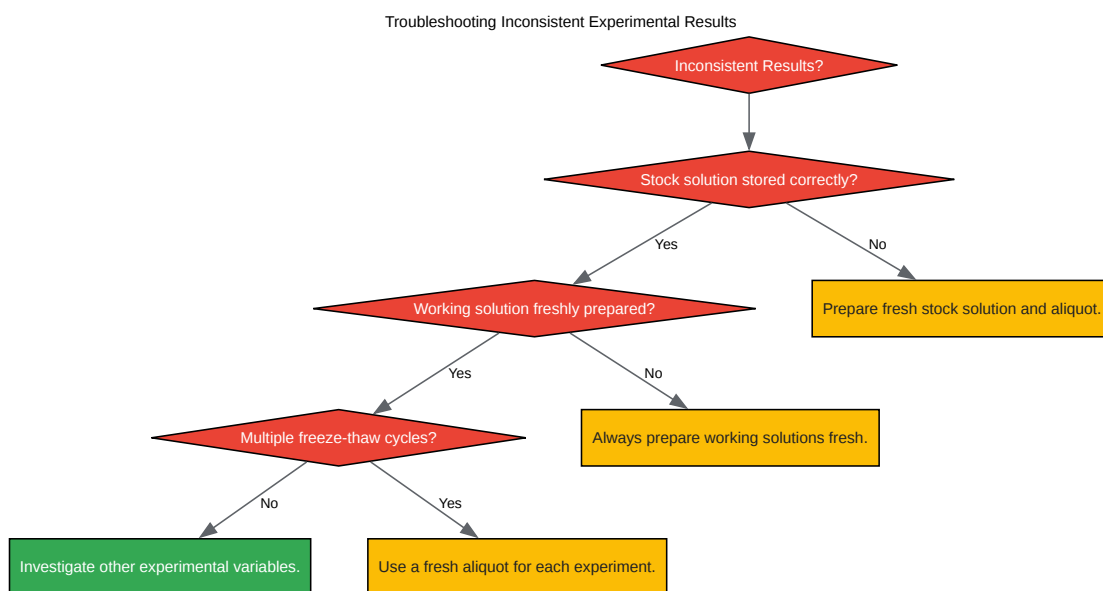 Troubleshooting Inconsistent Experimental Results
Inconsistent Results?
Stock solution stored correctly?
Yes
No
Working solution freshly prepared?
Prepare fresh stock solution and aliquot.
Yes
No
Multiple freeze-thaw cycles?
Always prepare working solutions fresh.
No
Yes
Investigate other experimental variables.
Use a fresh aliquot for each experiment.